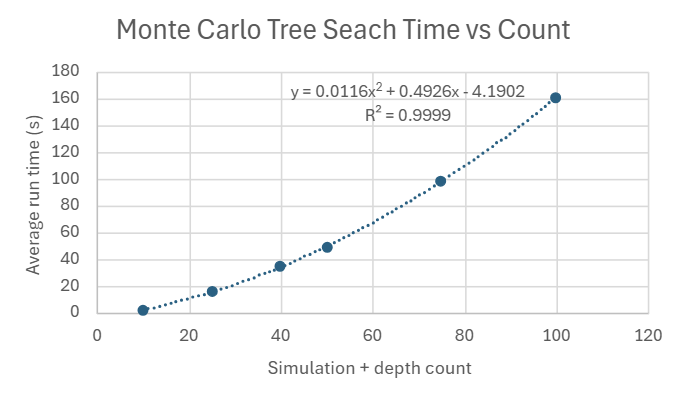 Monte Carlo Tree Seach Time vs Count
180
160
140
120
100
80
60
40
20
0
y = 0.0116x² + 0.4926x - 4.1902
R² = 0.9999
Average run time (s)
0 20 40 60 80 100 120
Simulation + depth count